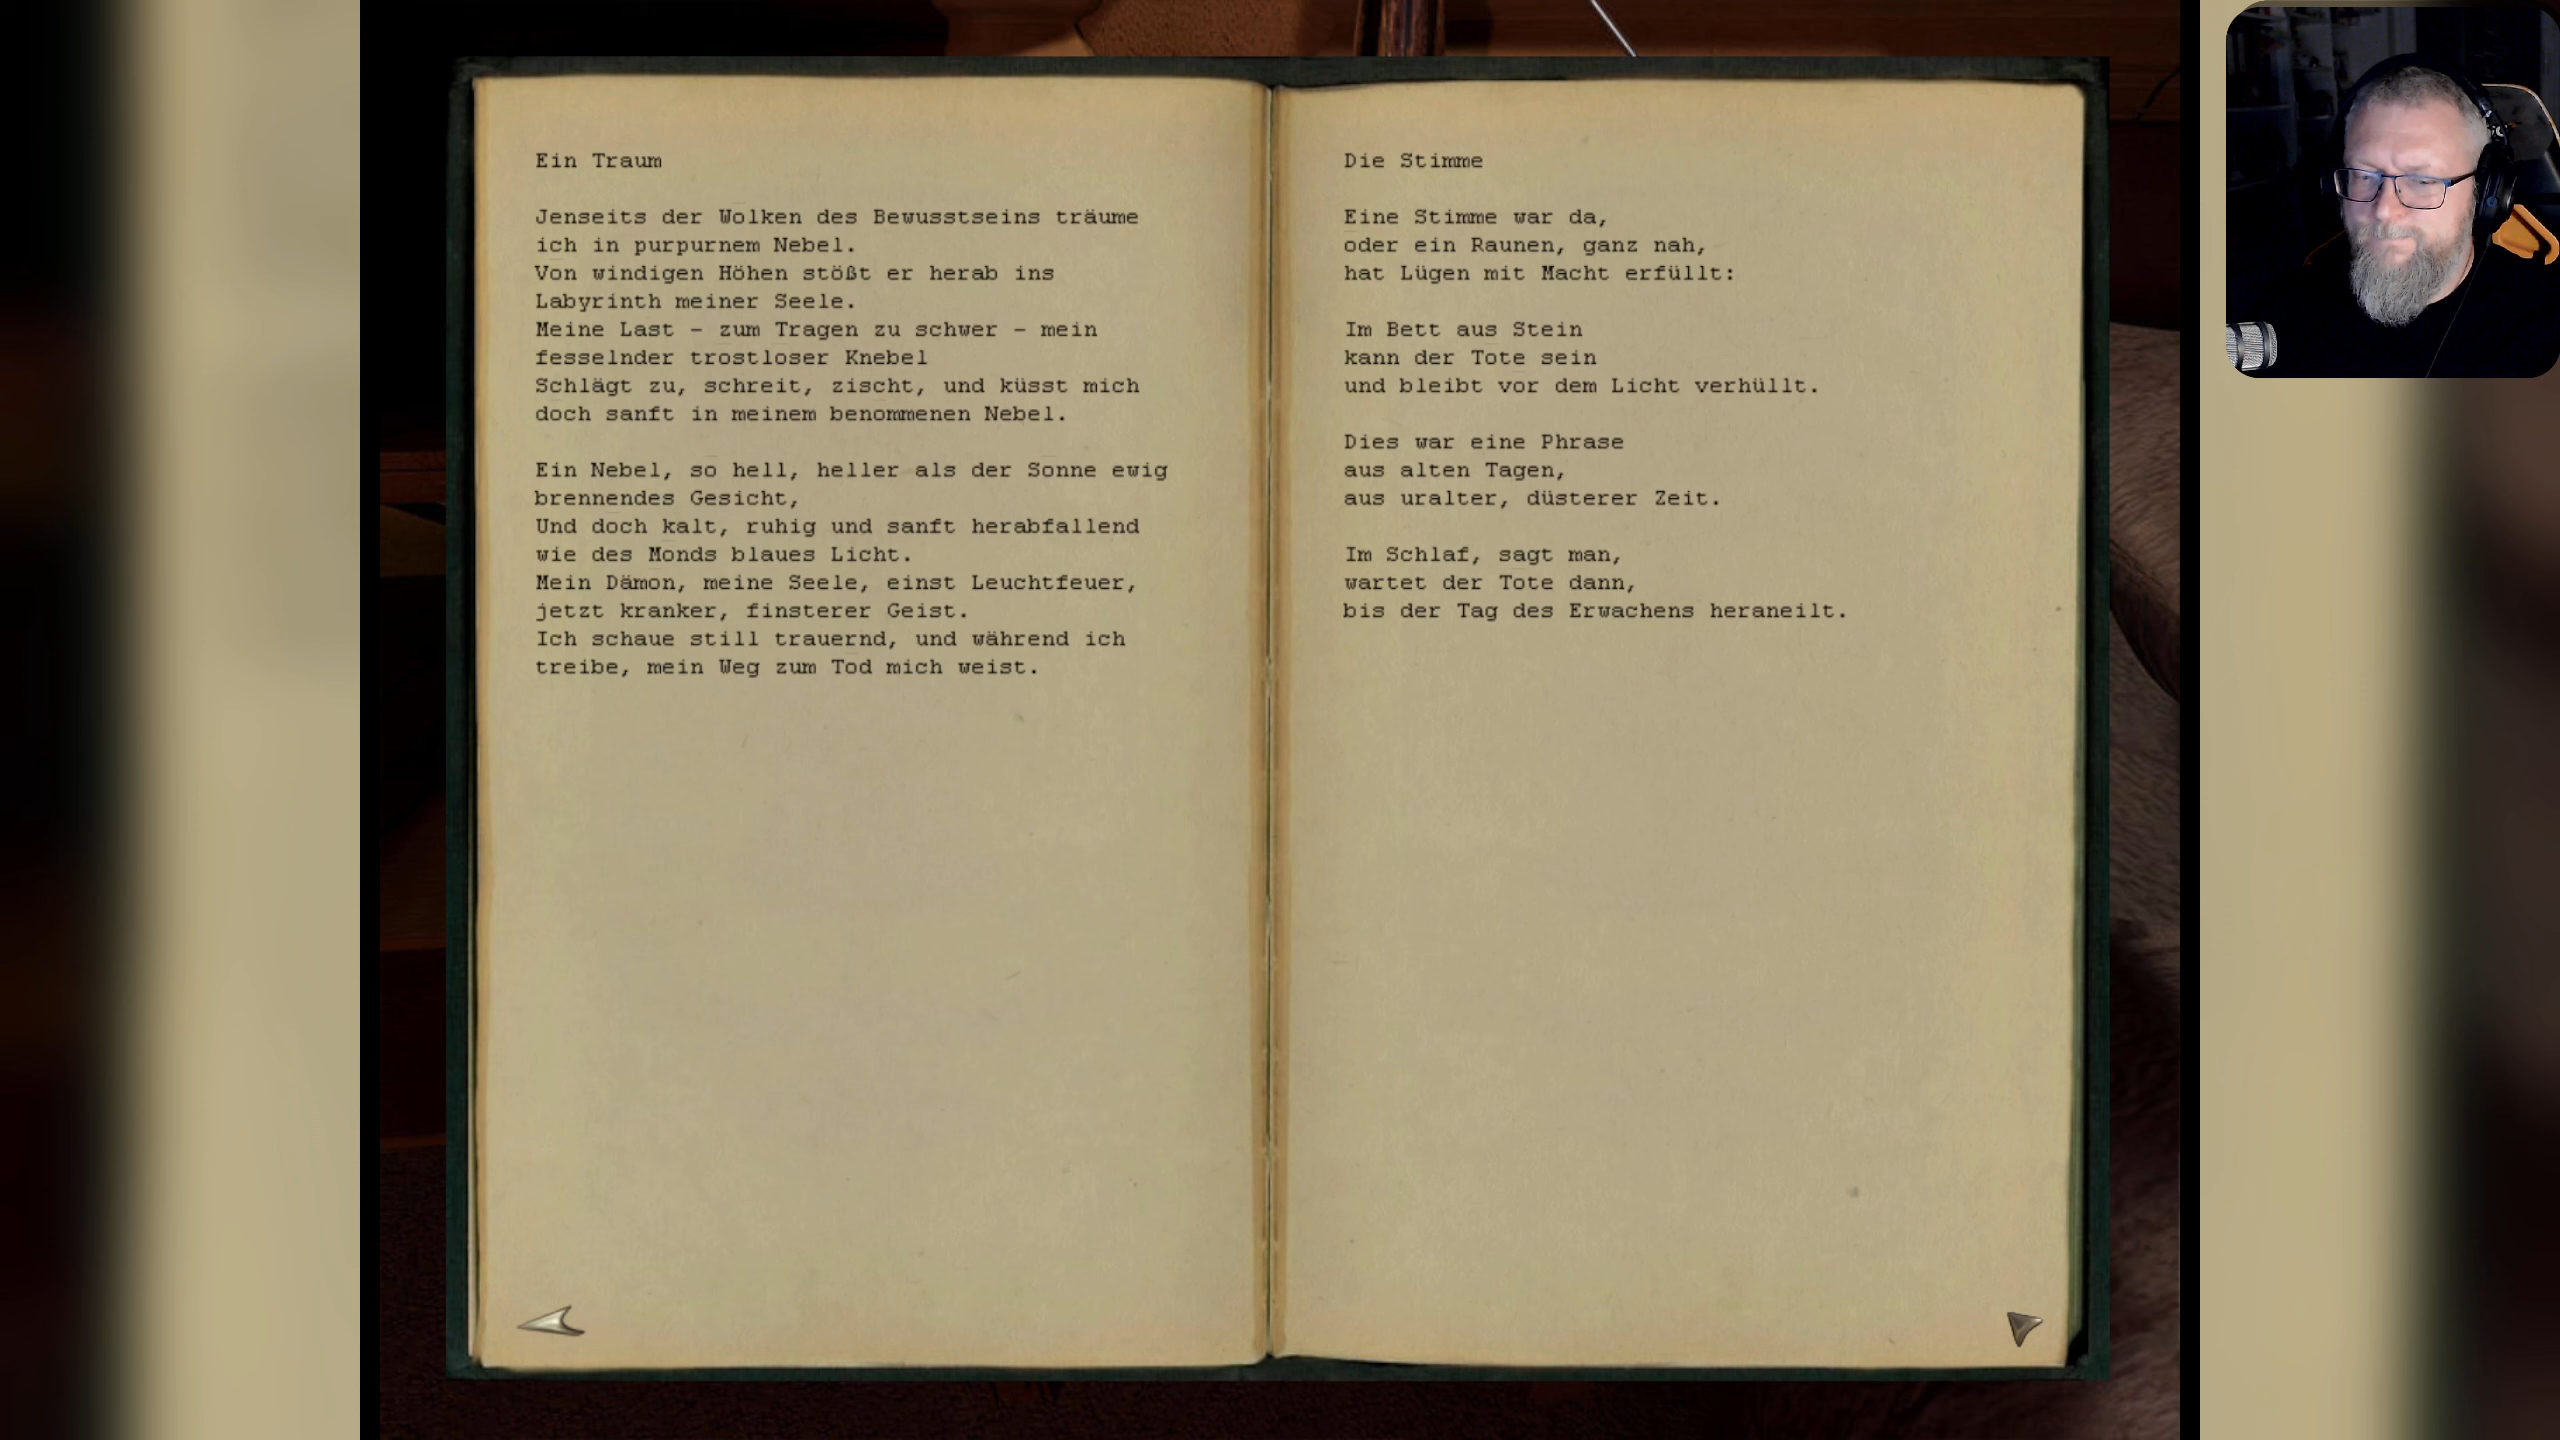 Ein Traum
Jenseits der Wolken des Bewusstseins träume
ich in purpurnem Nebel.
Von windigen Höhen stößt er herab ins
Labyrinth meiner Seele.
Meine Last - zum Tragen zu schwer - mein
fesselnder trostloser Knebel
Schlägt zu, schreit, zischt, und küsst mich
doch sanft in meinem benommenen Nebel.
Ein Nebel, so hell, heller als der Sonne ewig
brennendes Gesicht,
Und doch kalt, ruhig und sanft herabfallend
wie des Monds blaues Licht.
Mein Dämon, meine Seele, einst Leuchtfeuer,
jetzt kranker, finsterer Geist.
Ich schaue still trauernd, und während ich
treibe, mein Weg zum Tod mich weist.
Die Stimme
Eine Stimme war da,
oder ein Raunen, ganz nah,
hat Lügen mit Macht erfüllt:
Im Bett aus Stein
kann der Tote sein
und bleibt vor dem Licht verhüllt.
Dies war eine Phrase
aus alten Tagen,
aus uralter, düsterer Zeit.
Im Schlaf, sagt man,
wartet der Tote dann,
bis der Tag des Erwachens heraneilt.